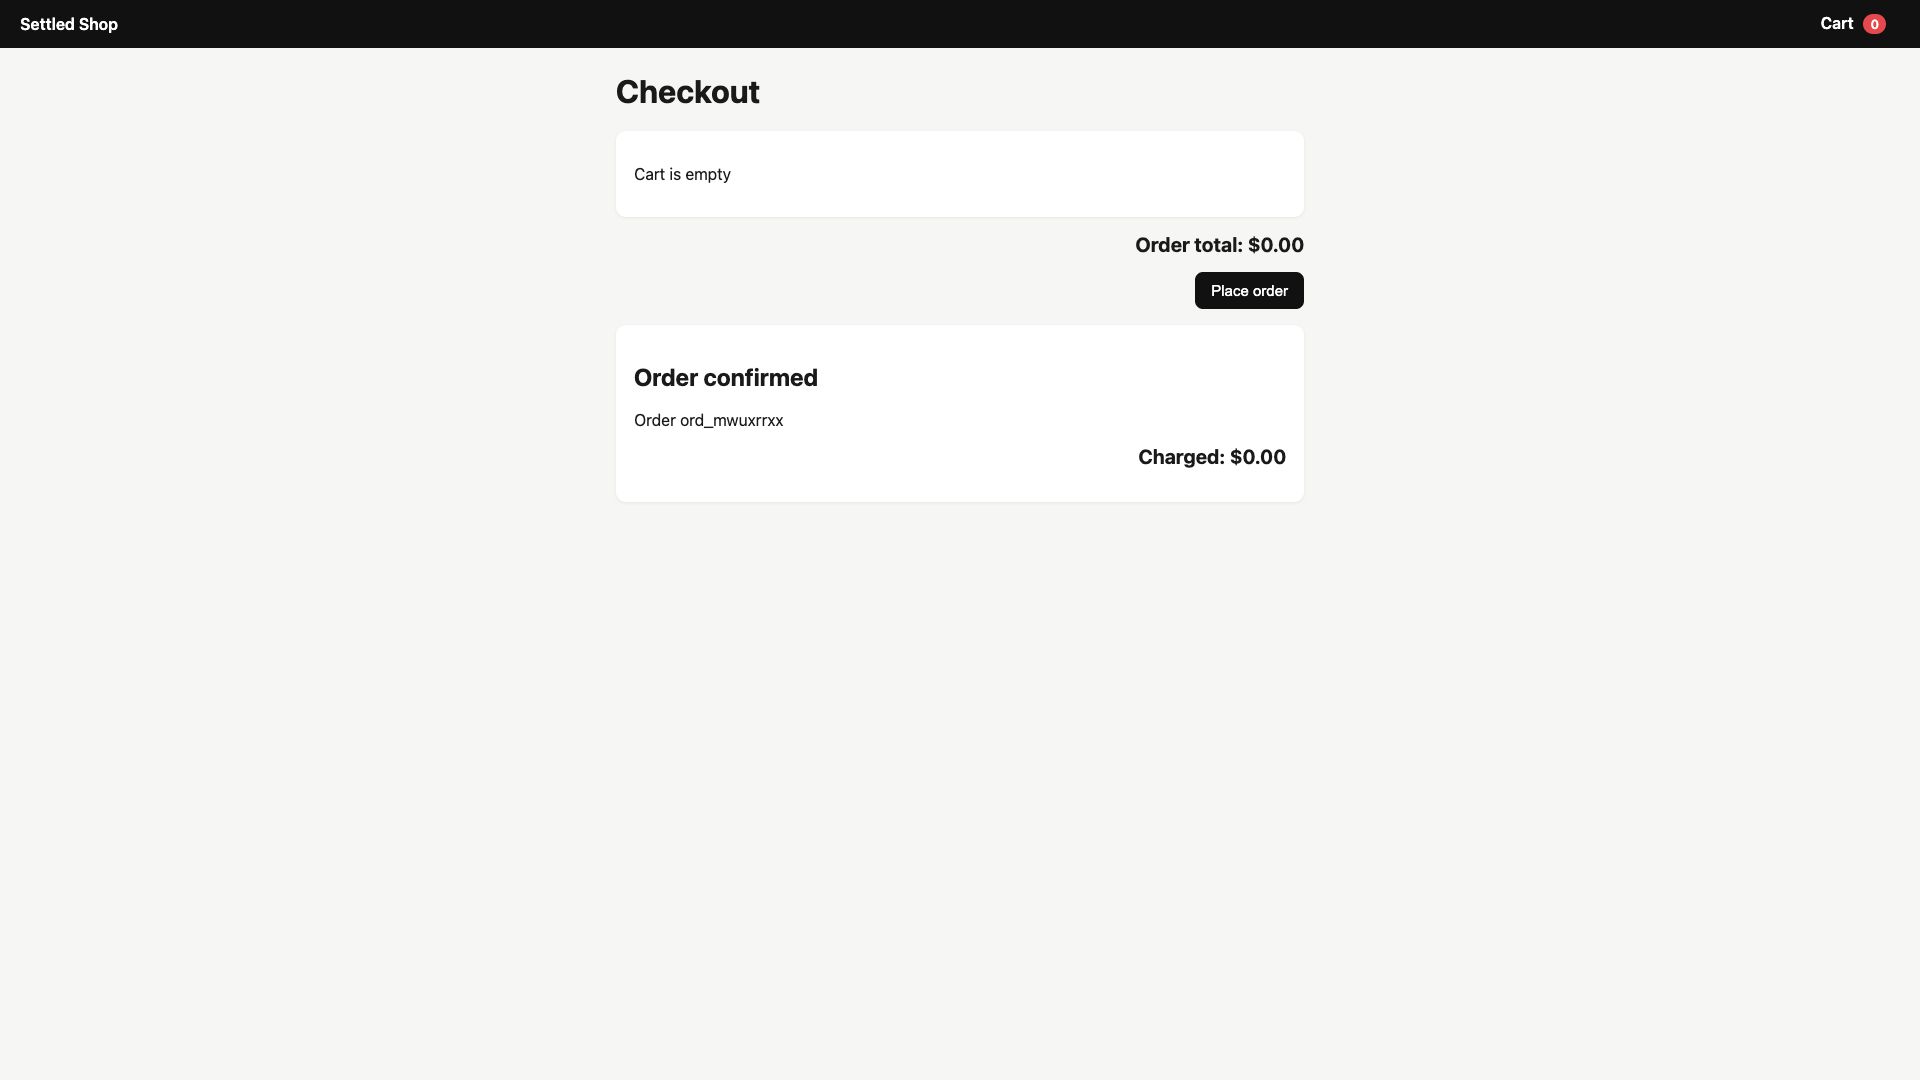 Settled Shop
Cart 0
Checkout
Cart is empty
Order total: $0.00
Place order
Order confirmed
Order ord_mwuxrrxx
Charged: $0.00